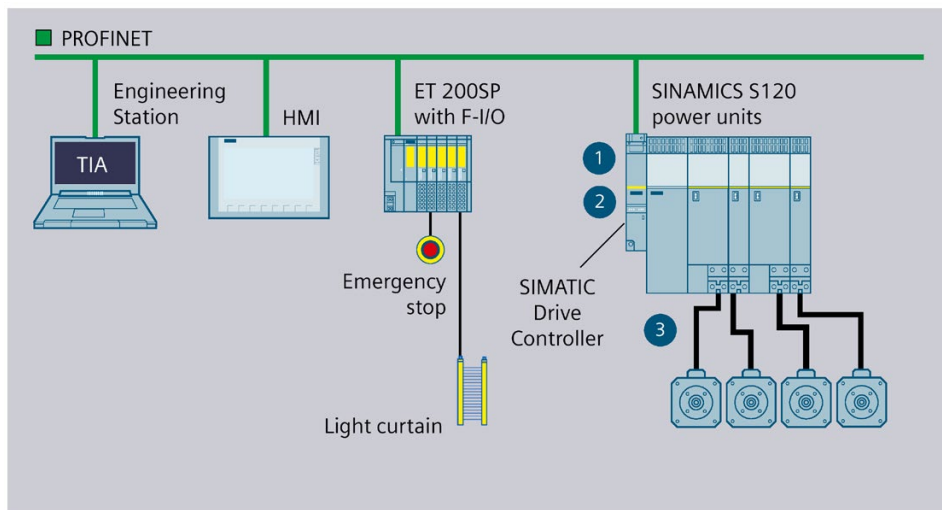 PROFINET
Engineering
Station
TIA
HMI
ET 200SP
with F-I/O
Emergency
stop
Light curtain
SINAMICS S120
power units
1
2
SIMATIC
Drive
Controller
3